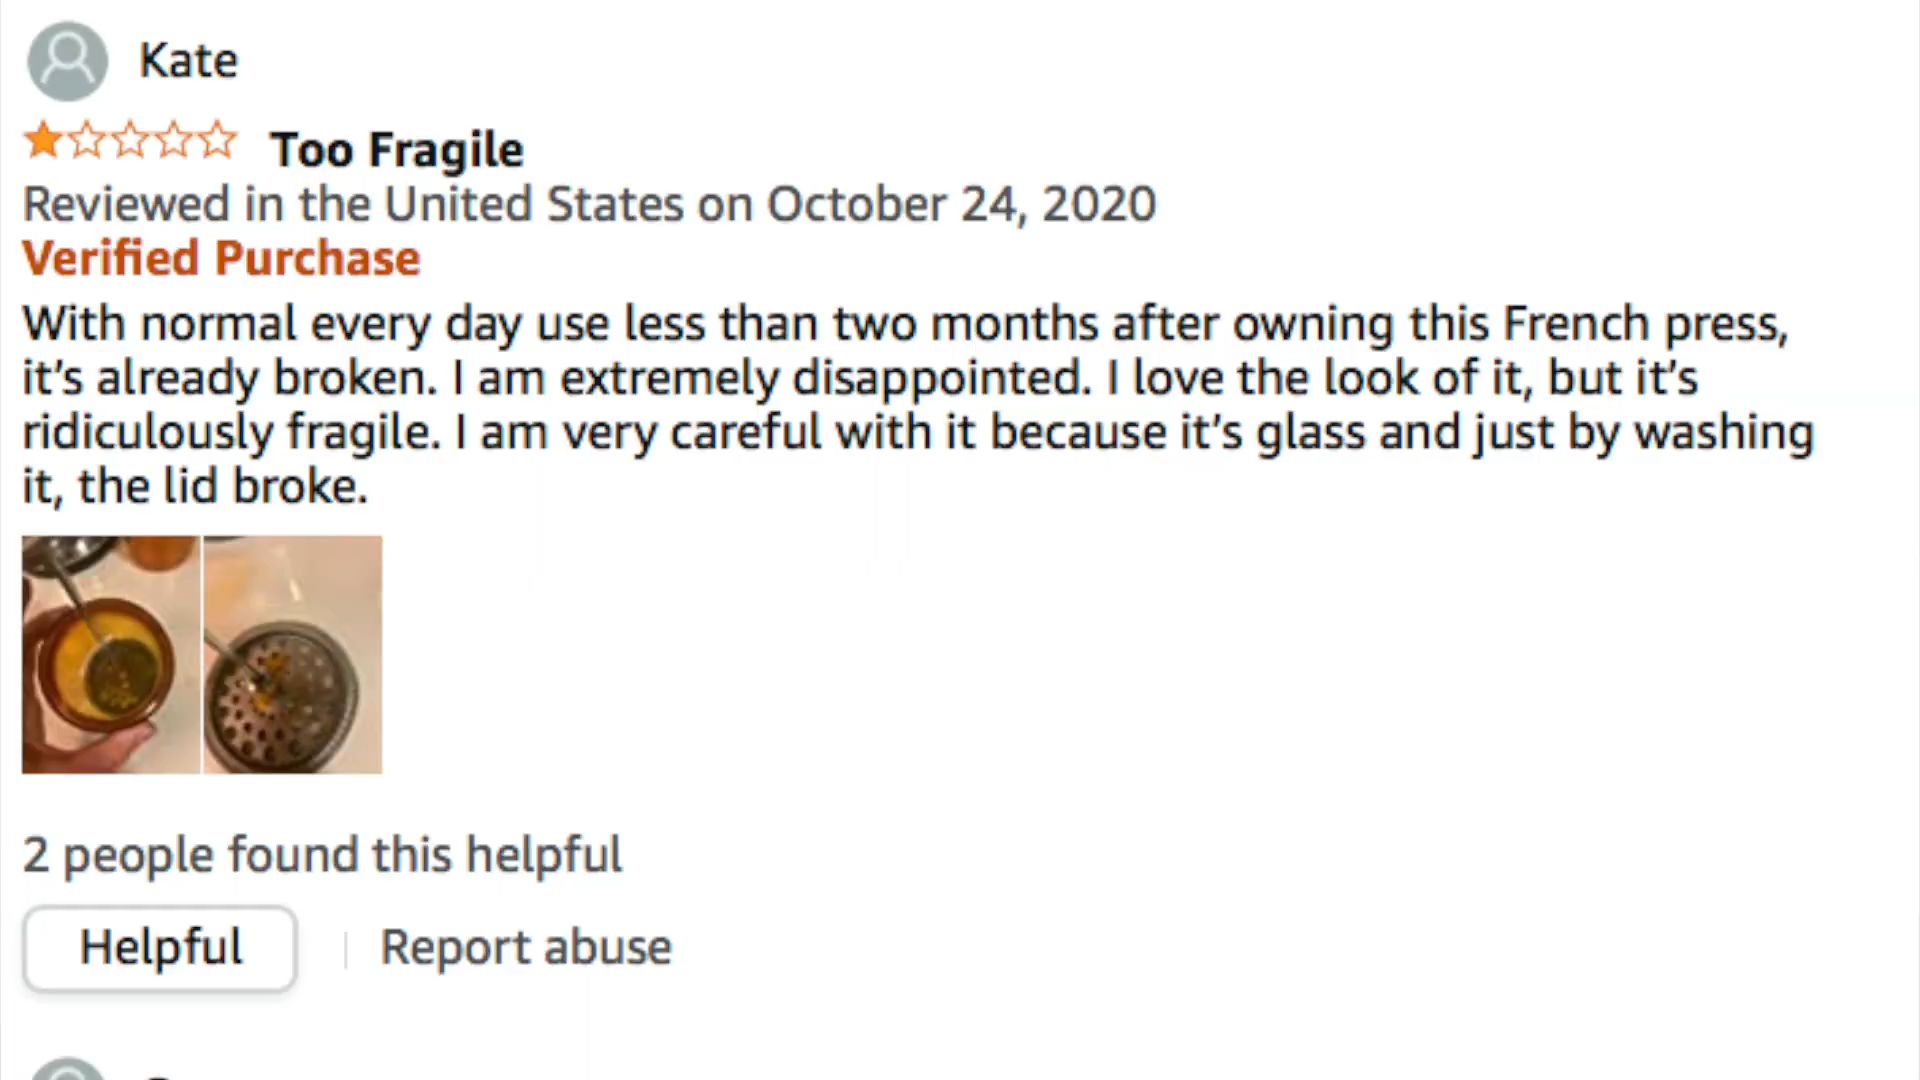 Kate
Too Fragile
Reviewed in the United States on October 24, 2020
Verified Purchase
With normal every day use less than two months after owning this French press,
it’s already broken. I am extremely disappointed. I love the look of it, but it’s
ridiculously fragile. I am very careful with it because it’s glass and just by washing
it, the lid broke.
2 people found this helpful
Helpful
Report abuse